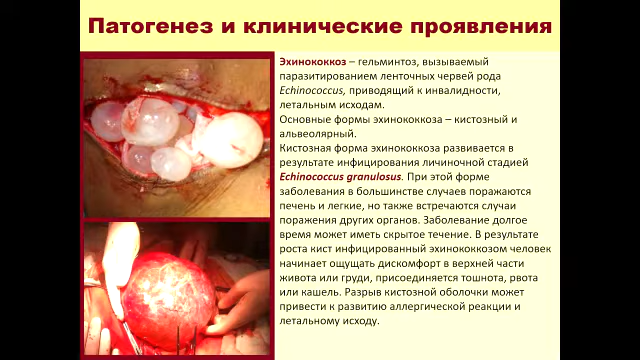 Патогенез и клинические проявления
Эхинококкоз – гельминтоз, вызываемый
паразитированием ленточных червей рода
Echinococcus, приводящий к инвалидности,
летальным исходам.
Основные формы эхинококкоза – кистозный и
альвеолярный.
Кистозная форма эхинококкоза развивается в
результате инфицирования личиночной стадией
Echinococcus granulosus. При этой форме
заболевания в большинстве случаев поражаются
печень и легкие, но также встречаются случаи
поражения других органов. Заболевание долгое
время может иметь скрытое течение. В результате
роста кист инфицированный эхинококкозом человек
начинает ощущать дискомфорт в верхней части
живота или груди, присоединяется тошнота, рвота
или кашель. Разрыв кистозной оболочки может
привести к развитию аллергической реакции и
летальному исходу.